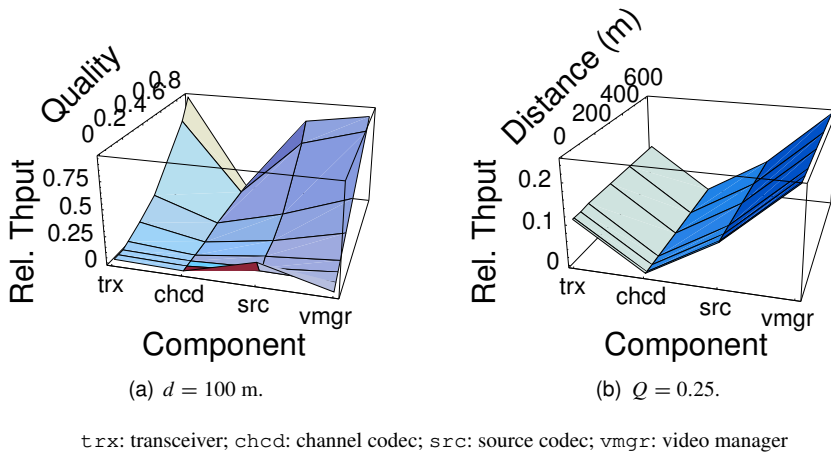 Quality
0 0.2 0.4 0.6 0.8
Rel. Thput
0.75
0.5
0.25
0
trx chcd src vmgr
Component
(a) d = 100 m.
Distance (m)
0 200 400 600
Rel. Thput
0.2
0.1
0
trx chcd src vmgr
Component
(b) Q = 0.25.
trx: transceiver; chcd: channel codec; src: source codec; vmgr: video manager